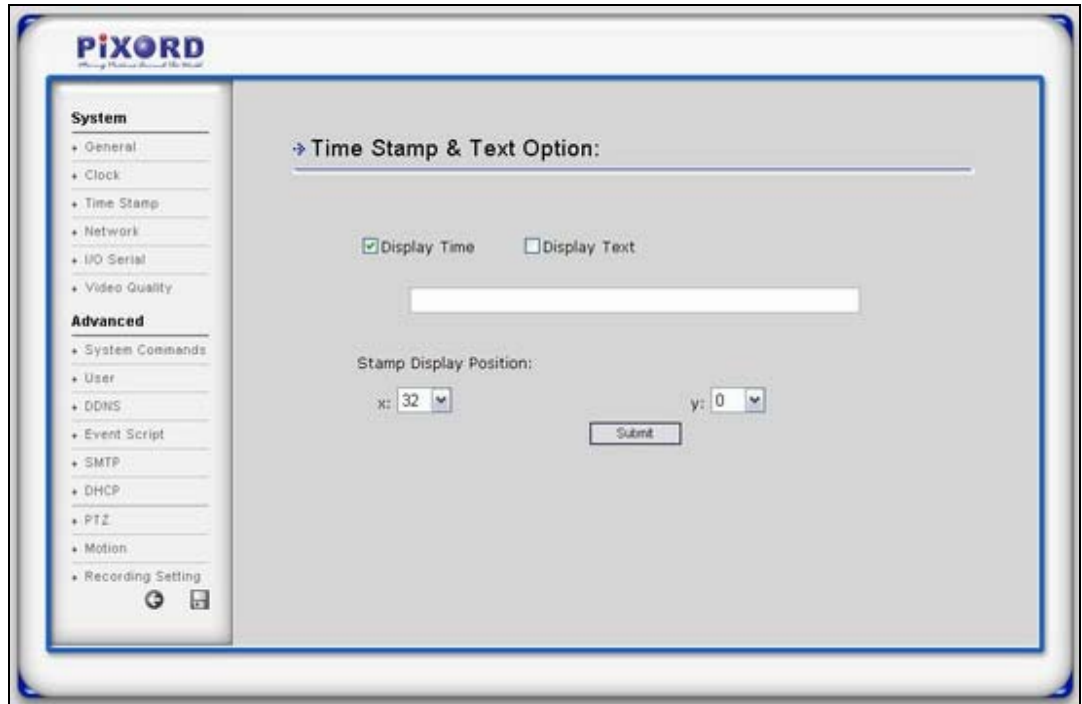 PiXORD
System
General
Clock
Time Stamp
Network
I/O Serial
Video Quality
Advanced
System Commands
User
DDNS
Event Script
SMTP
DHCP
PTZ
Motion
Recording Setting
Time Stamp & Text Option:
Display Time Display Text
Stamp Display Position:
x: 32 y: 0
Submit